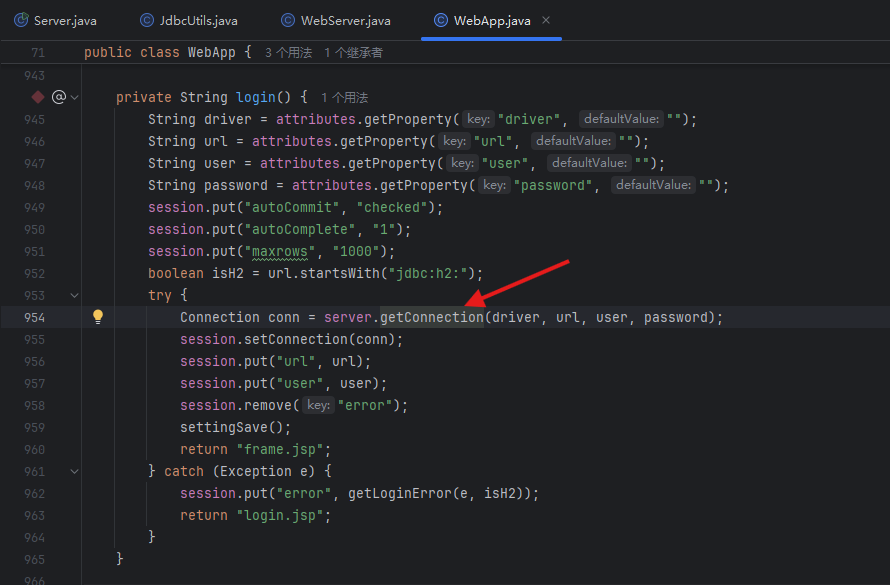 Server.java JdbcUtils.java WebServer.java WebApp.java ×
71 public class WebApp { 3 个用法 1 个继承者
943
@ private String login() { 1 个用法
945 String driver = attributes.getProperty( key: "driver", defaultValue: "");
946 String url = attributes.getProperty( key: "url", defaultValue: "");
947 String user = attributes.getProperty( key: "user", defaultValue: "");
948 String password = attributes.getProperty( key: "password", defaultValue: "");
949 session.put("autoCommit", "checked");
950 session.put("autoComplete", "1");
951 session.put("maxrows", "1000");
952 boolean isH2 = url.startsWith("jdbc:h2:");
953 try {
954 Connection conn = server.getConnection(driver, url, user, password);
955 session.setConnection(conn);
956 session.put("url", url);
957 session.put("user", user);
958 session.remove( key: "error");
959 settingSave();
960 return "frame.jsp";
961 } catch (Exception e) {
962 session.put("error", getLoginError(e, isH2));
963 return "login.jsp";
964 }
965 }
966